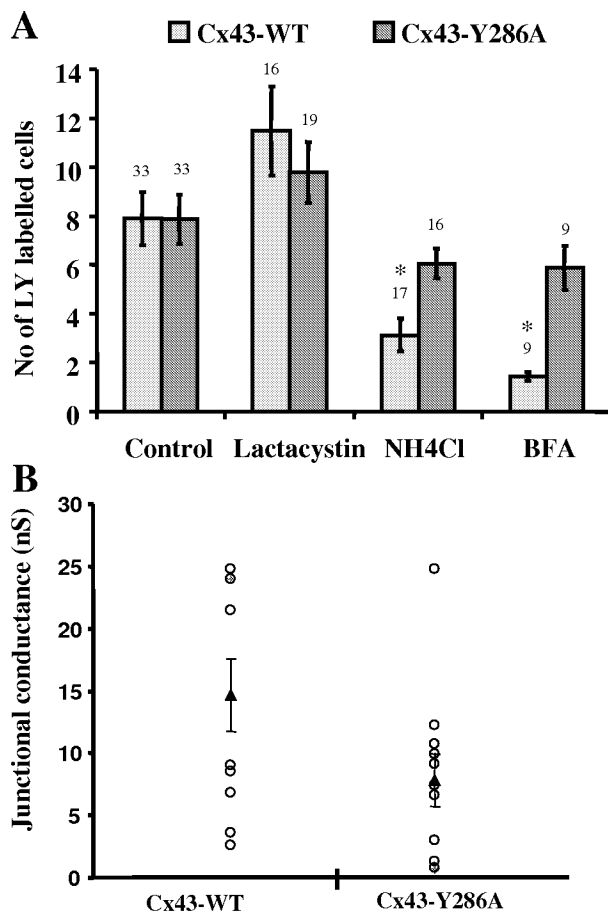 A
Cx43-WT Cx43-Y286A
No of LY labelled cells
14
12
10
8
6
4
2
0
33 33
16 19
* 17 16
* 9 9
Control Lactacystin NH4Cl BFA
B
Junctional conductance (nS)
30
25
20
15
10
5
0
Cx43-WT Cx43-Y286A